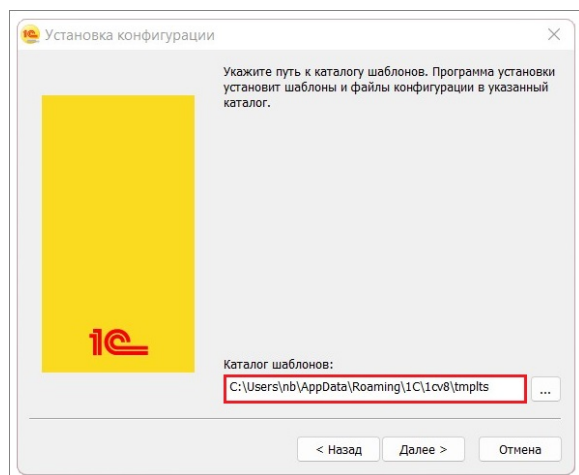 Установка конфигурации
Укажите путь к каталогу шаблонов. Программа установки
установит шаблоны и файлы конфигурации в указанный
каталог.
1С
Каталог шаблонов:
C:\Users\nb\AppData\Roaming\1C\1cv8\tmplts
...
< Назад
Далее >
Отмена